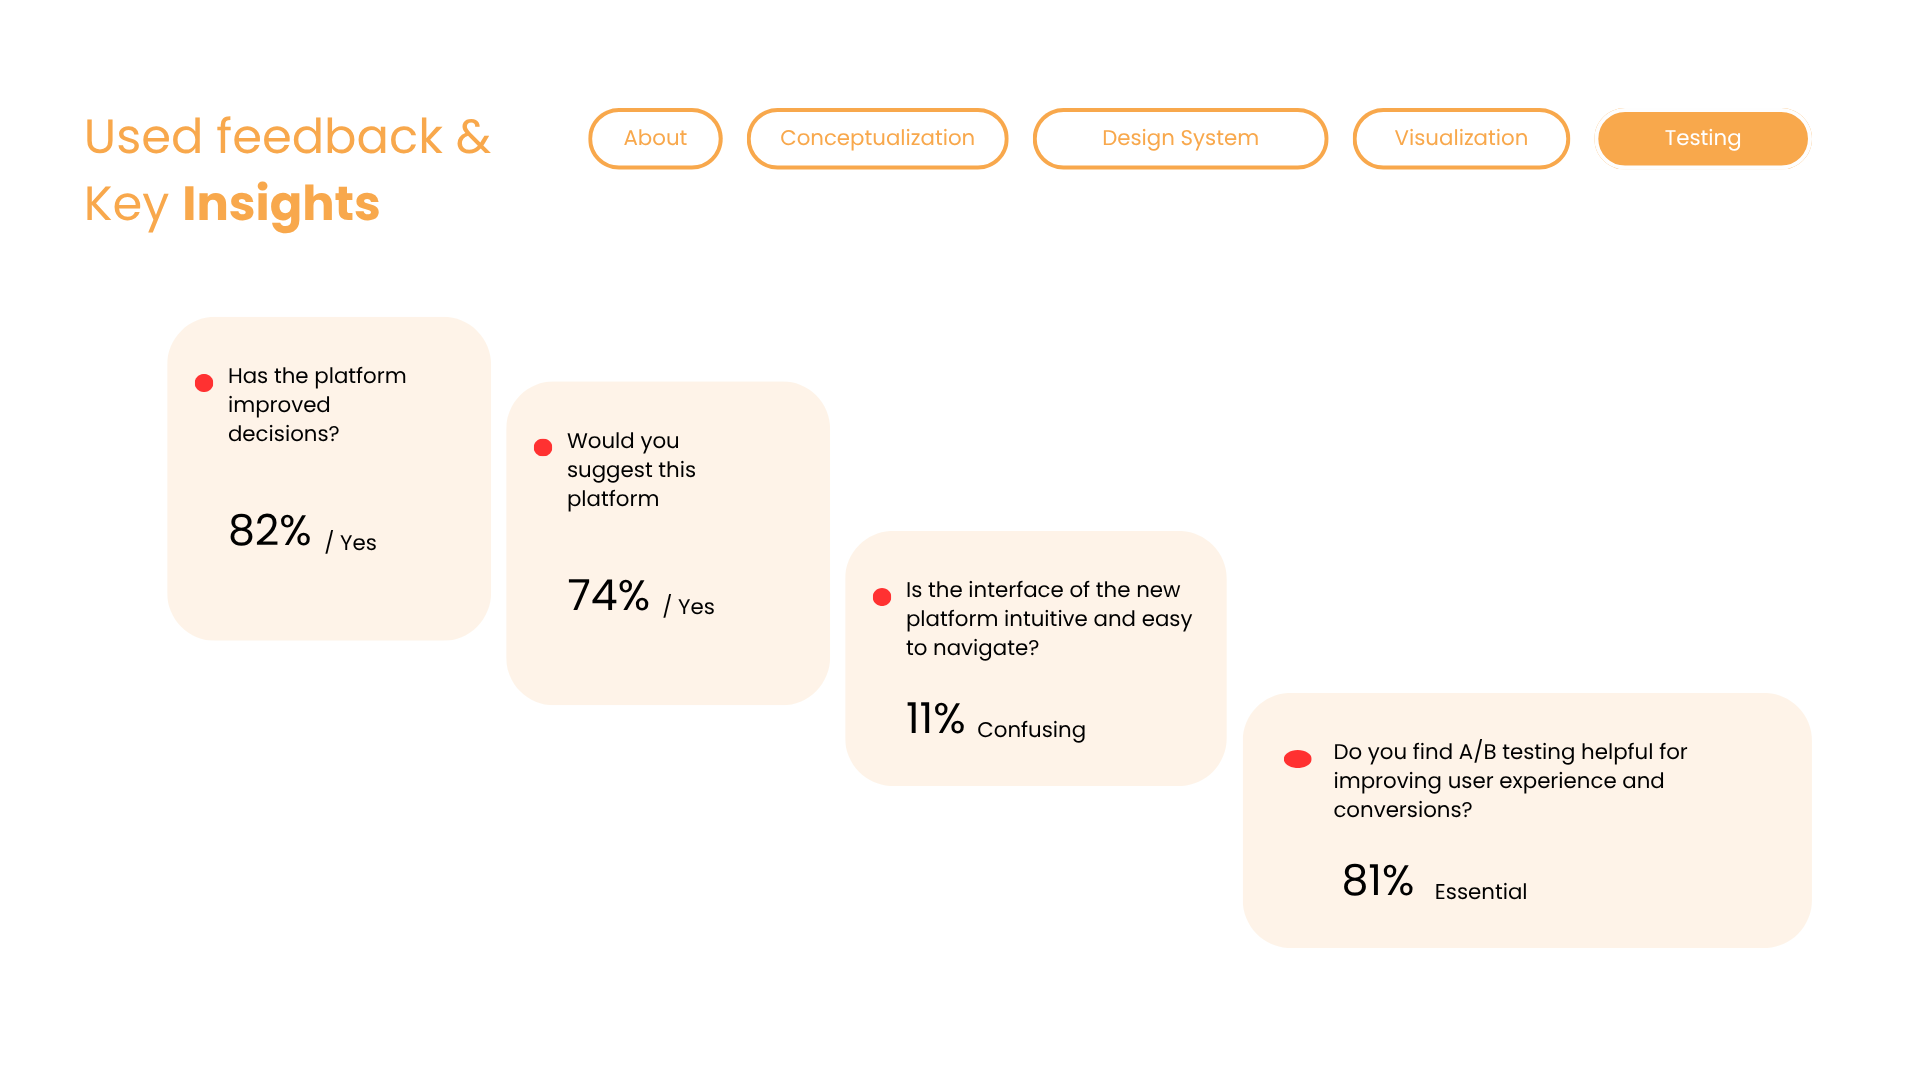 Used feedback &
Key Insights
About
Conceptualization
Design System
Visualization
Testing
Has the platform
improved
decisions?
82% / Yes
Would you
suggest this
platform
74% / Yes
Is the interface of the new
platform intuitive and easy
to navigate?
11% Confusing
Do you find A/B testing helpful for
improving user experience and
conversions?
81% Essential